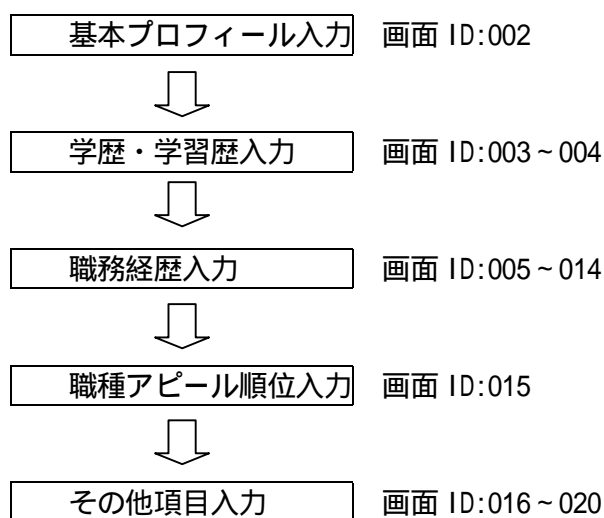 基本プロフィール入力 画面 ID:002
学歴・学習歴入力 画面 ID:003~004
職務経歴入力 画面 ID:005~014
職種アピール順位入力 画面 ID:015
その他項目入力 画面 ID:016~020